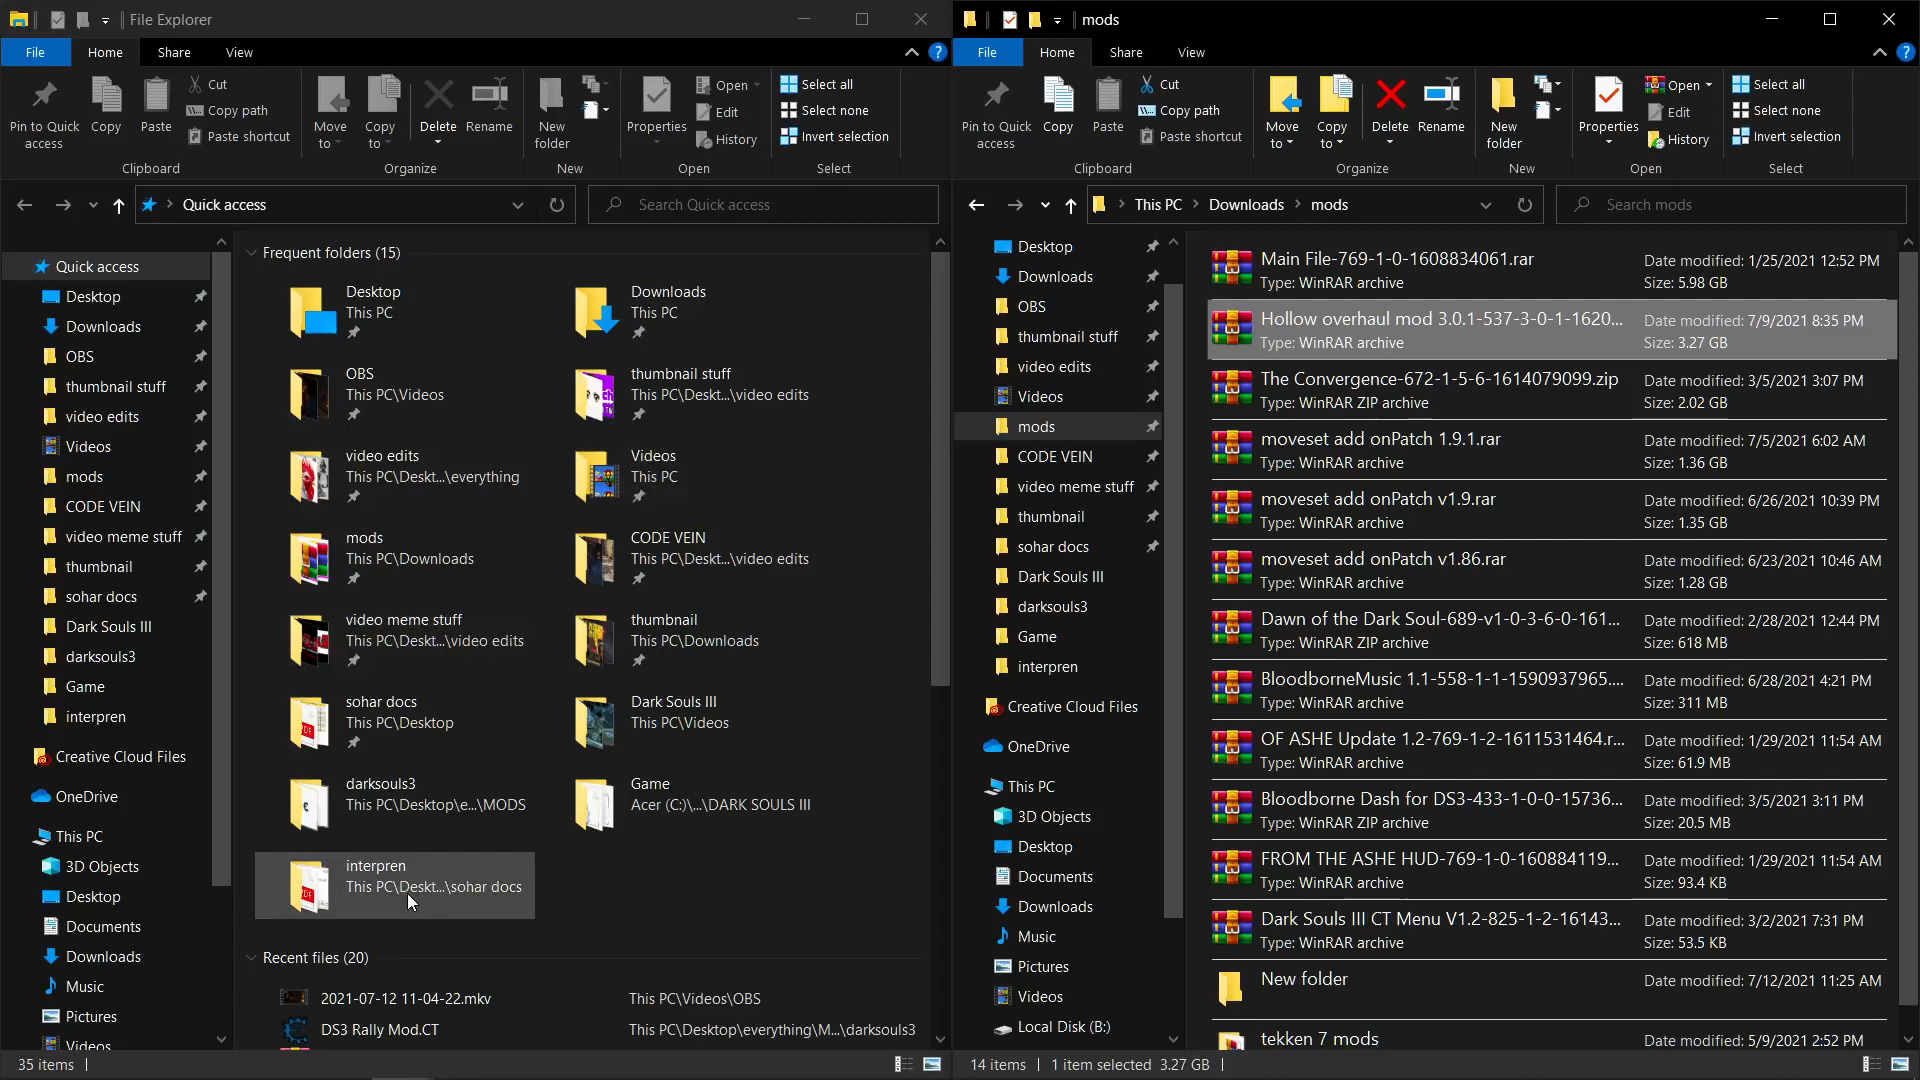 File Explorer
File
Home
Share
View
Pin to Quick access
Copy
Paste
Cut
Copy path
Paste shortcut
Clipboard
Move to
Copy to
Delete
Rename
Organize
New folder
New
Properties
Open
Edit
History
Open
Select all
Select none
Invert selection
Select
Quick access
Search Quick access
Quick access
Desktop
Downloads
OBS
thumbnail stuff
video edits
Videos
mods
CODE VEIN
video meme stuff
thumbnail
sohar docs
Dark Souls III
darksouls3
Game
interpren
Creative Cloud Files
OneDrive
This PC
3D Objects
Desktop
Documents
Downloads
Music
Pictures
Videos
Frequent folders (15)
Desktop
This PC
Downloads
This PC
OBS
This PC\Videos
thumbnail stuff
This PC\Deskt...\video edits
video edits
This PC\Deskt...\everything
Videos
This PC
mods
This PC\Downloads
CODE VEIN
This PC\Deskt...\video edits
video meme stuff
This PC\Deskt...\video edits
thumbnail
This PC\Downloads
sohar docs
This PC\Desktop
Dark Souls III
This PC\Videos
darksouls3
This PC\Desktop\e...\MODS
Game
Acer (C:)\...\DARK SOULS III
interpren
This PC\Deskt...\sohar docs
Recent files (20)
2021-07-12 11-04-22.mkv
This PC\Videos\OBS
DS3 Rally Mod.CT
This PC\Desktop\everything\M...\darksouls3
35 items
mods
File
Home
Share
View
Pin to Quick access
Copy
Paste
Cut
Copy path
Paste shortcut
Clipboard
Move to
Copy to
Delete
Rename
Organize
New folder
New
Properties
Open
Edit
History
Open
Select all
Select none
Invert selection
Select
This PC > Downloads > mods
Search mods
Desktop
Downloads
OBS
thumbnail stuff
video edits
Videos
mods
CODE VEIN
video meme stuff
thumbnail
sohar docs
Dark Souls III
darksouls3
Game
interpren
Creative Cloud Files
OneDrive
This PC
3D Objects
Desktop
Documents
Downloads
Music
Pictures
Videos
Local Disk (B:)
Main File-769-1-0-1608834061.rar
Type: WinRAR archive
Date modified: 1/25/2021 12:52 PM
Size: 5.98 GB
Hollow overhaul mod 3.0.1-537-3-0-1-1620...
Type: WinRAR archive
Date modified: 7/9/2021 8:35 PM
Size: 3.27 GB
The Convergence-672-1-5-6-1614079099.zip
Type: WinRAR ZIP archive
Date modified: 3/5/2021 3:07 PM
Size: 2.02 GB
moveset add onPatch 1.9.1.rar
Type: WinRAR archive
Date modified: 7/5/2021 6:02 AM
Size: 1.36 GB
moveset add onPatch v1.9.rar
Type: WinRAR archive
Date modified: 6/26/2021 10:39 PM
Size: 1.35 GB
moveset add onPatch v1.86.rar
Type: WinRAR archive
Date modified: 6/23/2021 10:46 AM
Size: 1.28 GB
Dawn of the Dark Soul-689-v1-0-3-6-0-161...
Type: WinRAR ZIP archive
Date modified: 2/28/2021 12:44 PM
Size: 618 MB
BloodborneMusic 1.1-558-1-1-1590937965....
Type: WinRAR archive
Date modified: 6/28/2021 4:21 PM
Size: 311 MB
OF ASHE Update 1.2-769-1-2-1611531464.r...
Type: WinRAR archive
Date modified: 1/29/2021 11:54 AM
Size: 61.9 MB
Bloodborne Dash for DS3-433-1-0-0-15736...
Type: WinRAR ZIP archive
Date modified: 3/5/2021 3:11 PM
Size: 20.5 MB
FROM THE ASHE HUD-769-1-0-160884119...
Type: WinRAR archive
Date modified: 1/29/2021 11:54 AM
Size: 93.4 KB
Dark Souls III CT Menu V1.2-825-1-2-16143...
Type: WinRAR archive
Date modified: 3/2/2021 7:31 PM
Size: 53.5 KB
New folder
Date modified: 7/12/2021 11:25 AM
tekken 7 mods
Date modified: 5/9/2021 2:52 PM
14 items
1 item selected 3.27 GB